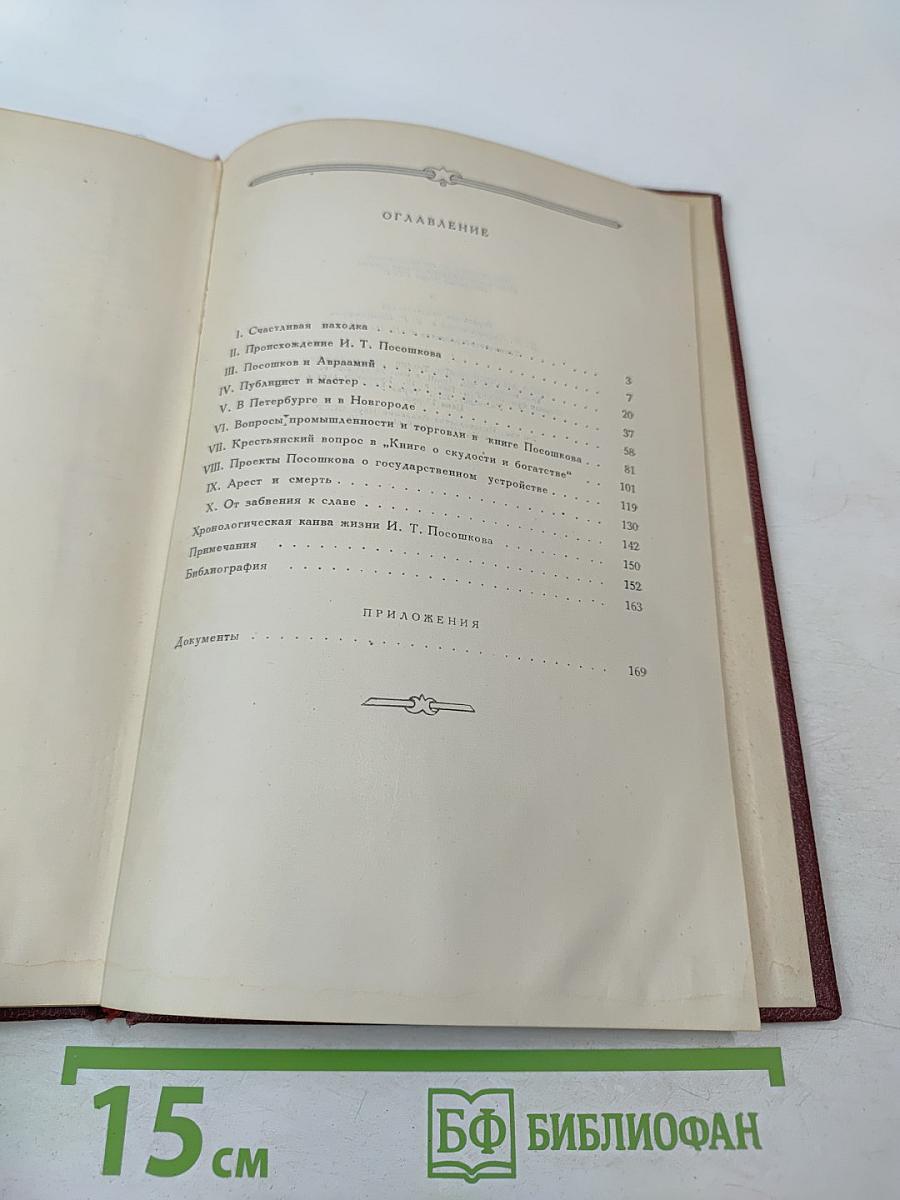 ОГЛАВЛЕНИЕ
I. Счастливая находка . . . . . . . . . . . . 3
II. Происхождение И. Т. Посошкова . . . . . . . . . . 7
III. Посошков и Авраамий . . . . . . . . . . . . 20
IV. Публицист и мастер . . . . . . . . . . . . 37
V. В Петербурге и в Новгороде . . . . . . . . . . 58
VI. Вопросы промышленности и торговли в книге Посошкова . . 81
VII. Крестьянский вопрос в „Книге о скудости и богатстве“ . . 101
VIII. Проекты Посошкова о государственном устройстве . . . . 119
IX. Арест и смерть . . . . . . . . . . . . 130
X. От забвения к славе . . . . . . . . . . . . 142
Хронологическая канва жизни И. Т. Посошкова . . . . . . 150
Примечания . . . . . . . . . . . . 152
Библиография . . . . . . . . . . . . 163
ПРИЛОЖЕНИЯ
Документы . . . . . . . . . . . . 169
15 см
БФ БИБЛИОФАН